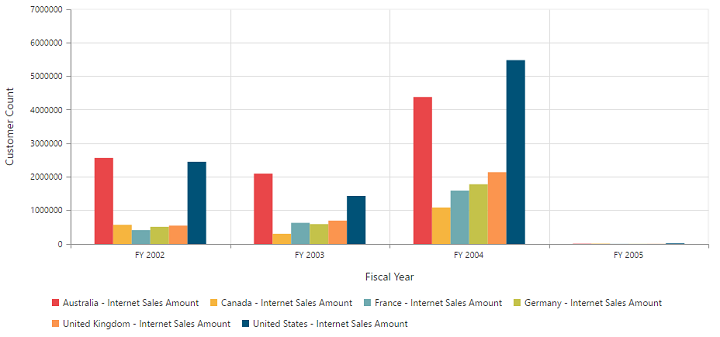 7000000
6000000
5000000
4000000
3000000
2000000
1000000
0
Customer Count
FY 2002 FY 2003 FY 2004 FY 2005
Fiscal Year
Australia - Internet Sales Amount Canada - Internet Sales Amount France - Internet Sales Amount Germany - Internet Sales Amount
United Kingdom - Internet Sales Amount United States - Internet Sales Amount